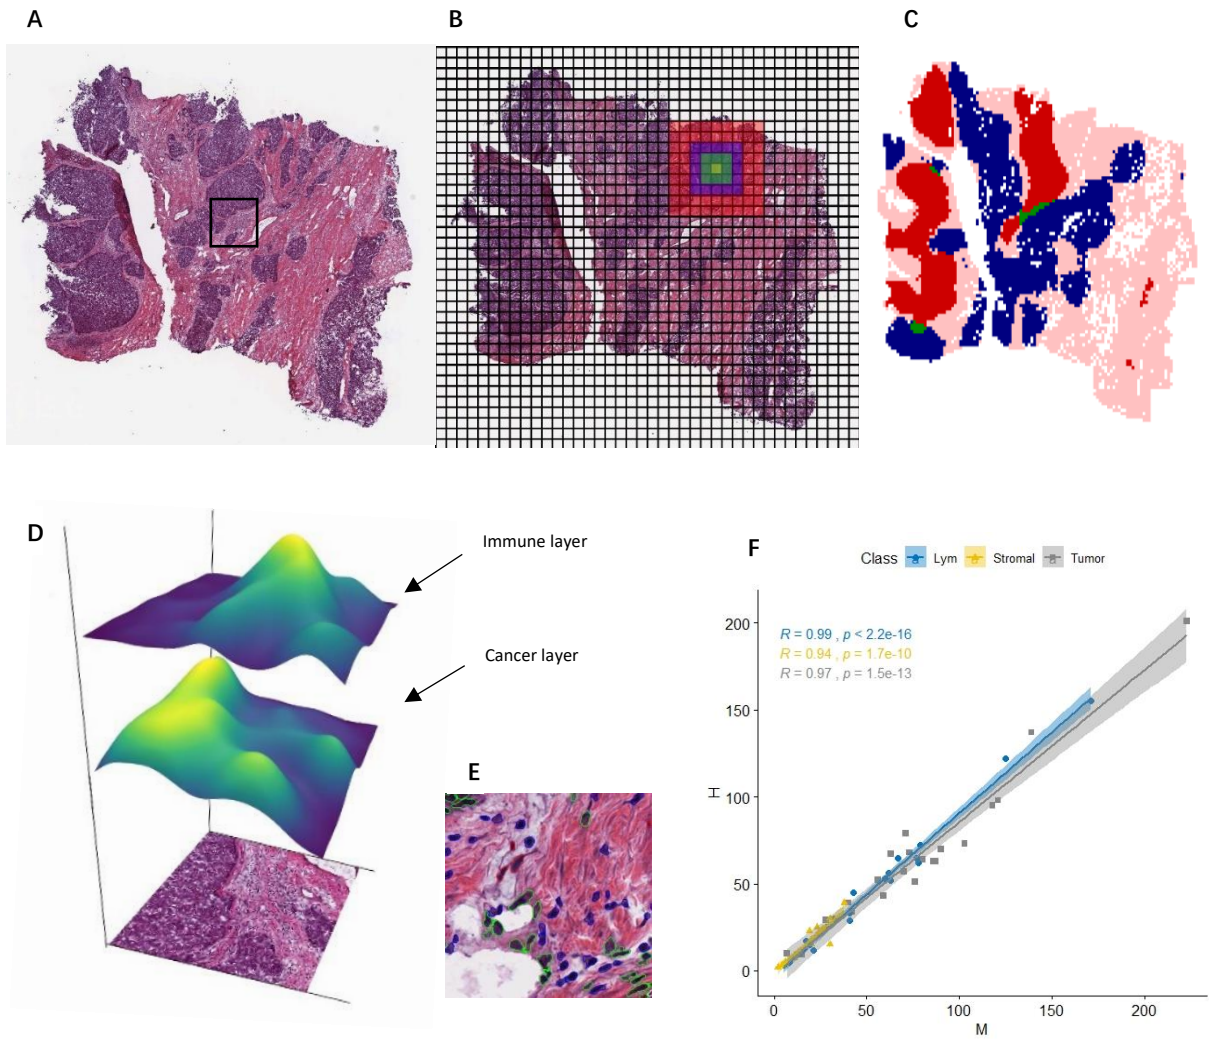 A
B
C
D
Immune layer
Cancer layer
E
F
Class Lym Stromal Tumor
R = 0.99 , p < 2.2e-16
R = 0.94 , p = 1.7e-10
R = 0.97 , p = 1.5e-13
200
150
100
50
0
H
0 50 100 150 200
M